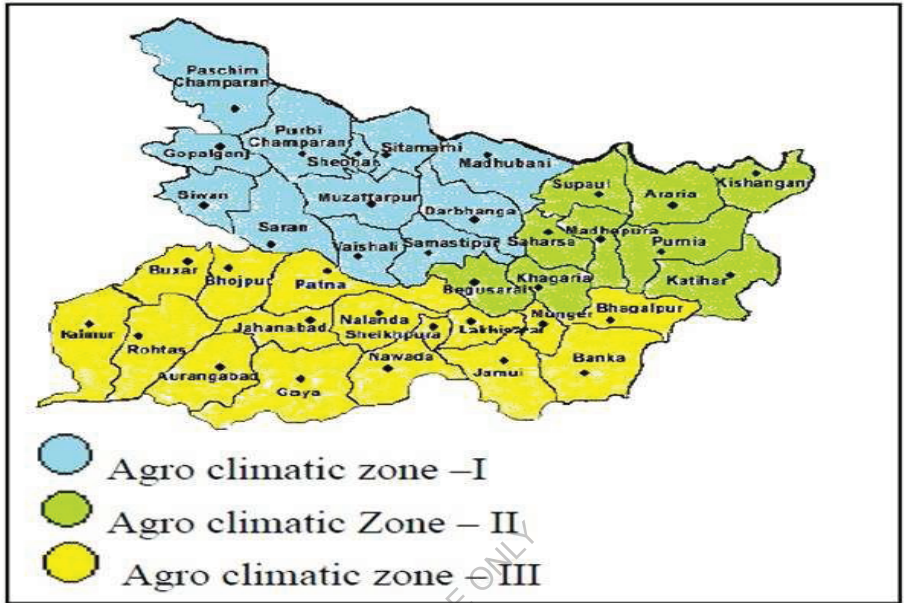 Paschim
Champaran
Purbi
Champaran
Gopalganj
Sheohar
Sitamarhi
Madhubani
Siwan
Muzaffarpur
Darbhanga
Saran
Vaishali
Samastipur
Supaul
Araria
Kishanganj
Madhepura
Saharsa
Purnia
Khagaria
Katihar
Begusarai
Buxar
Bhojpur
Patna
Munger
Bhagalpur
Kaimur
Rohtas
Jahanabad
Nalanda
Sheikhpura
Lakhisarai
Nawada
Banka
Jamui
Aurangabad
Gaya
Agro climatic zone –I
Agro climatic Zone – II
Agro climatic zone – III
E ONLY